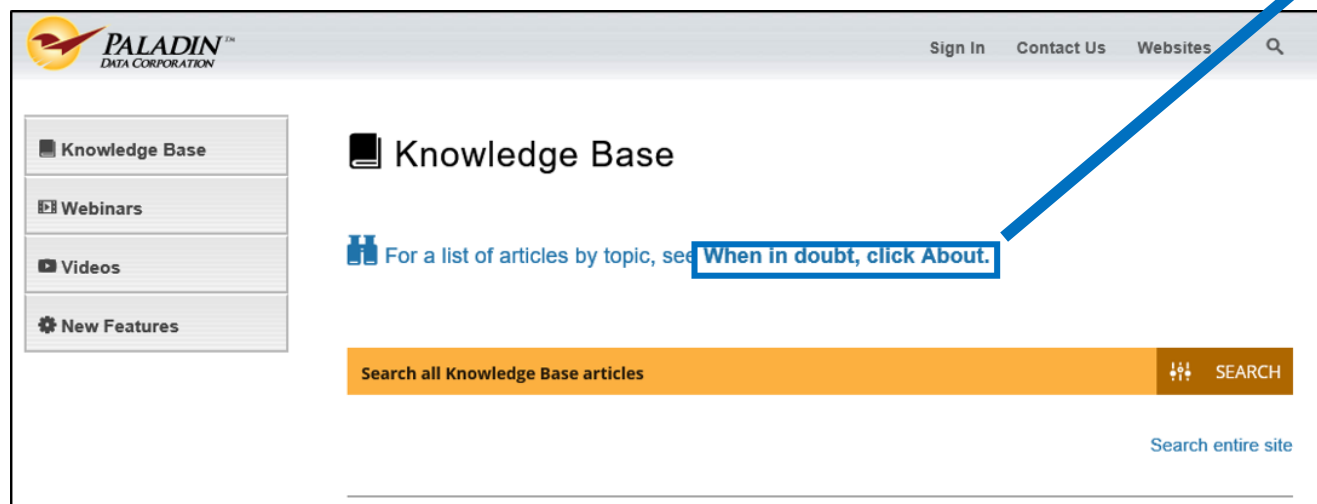 PALADIN™
DATA CORPORATION
Sign In Contact Us Websites
Knowledge Base
Webinars
Videos
New Features
Knowledge Base
For a list of articles by topic, see When in doubt, click About.
Search all Knowledge Base articles
SEARCH
Search entire site